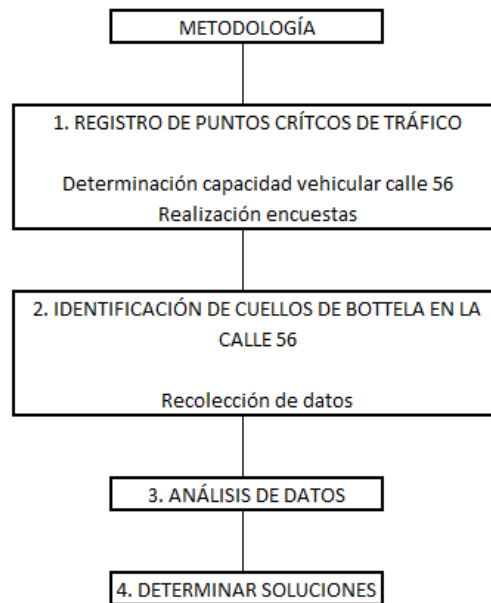 METODOLOGÍA
1. REGISTRO DE PUNTOS CRÍTCOS DE TRÁFICO
Determinación capacidad vehicular calle 56
Realización encuestas
2. IDENTIFICACIÓN DE CUELLOS DE BOTTELA EN LA
CALLE 56
Recolección de datos
3. ANÁLISIS DE DATOS
4. DETERMINAR SOLUCIONES